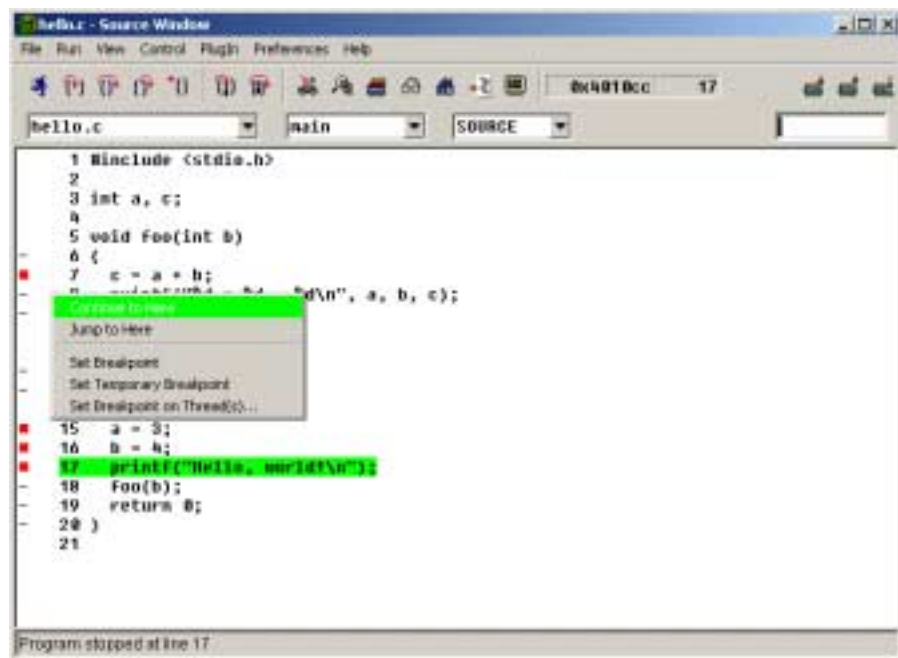 hello.c - Source Window
File Run View Control PlugIn Preferences Help
0x4010cc 17
hello.c main SOURCE
1 #include <stdio.h>
2
3 int a, c;
4
5 void foo(int b)
6 {
7 c = a + b;
%d\n", a, b, c);
Continue to Here
Jump to Here
Set Breakpoint
Set Temporary Breakpoint
Set Breakpoint on Thread(s)...
15 a = 3;
16 b = 4;
17 printf("Hello, world!\n");
18 foo(b);
19 return 0;
20 }
21
Program stopped at line 17